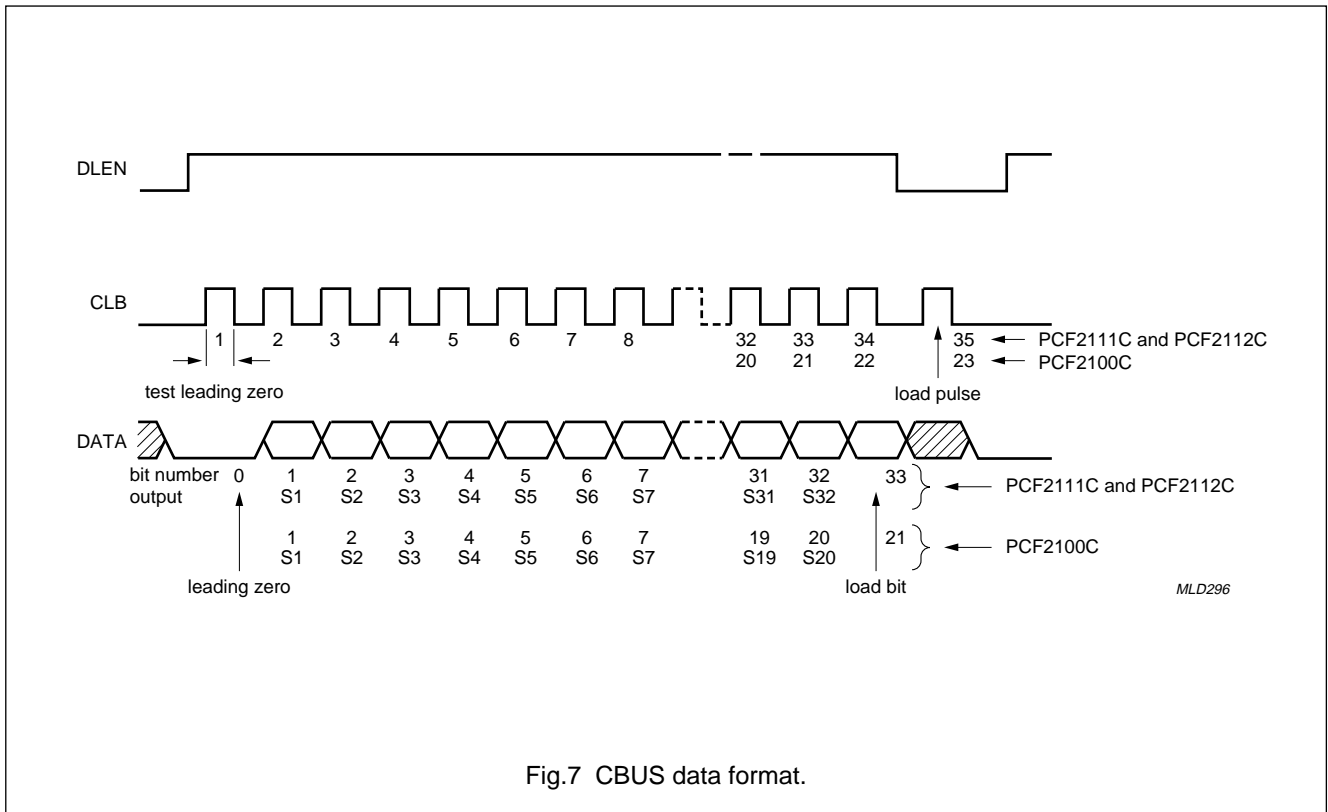 DLEN
CLB
1 2 3 4 5 6 7 8 32 33 34 35 PCF2111C and PCF2112C
20 21 22 23 PCF2100C
test leading zero
load pulse
DATA
bit number 0 1 2 3 4 5 6 7 31 32 33
output S1 S2 S3 S4 S5 S6 S7 S31 S32
PCF2111C and PCF2112C
1 2 3 4 5 6 7 19 20 21
S1 S2 S3 S4 S5 S6 S7 S19 S20
PCF2100C
leading zero
load bit
MLD296
Fig.7 CBUS data format.